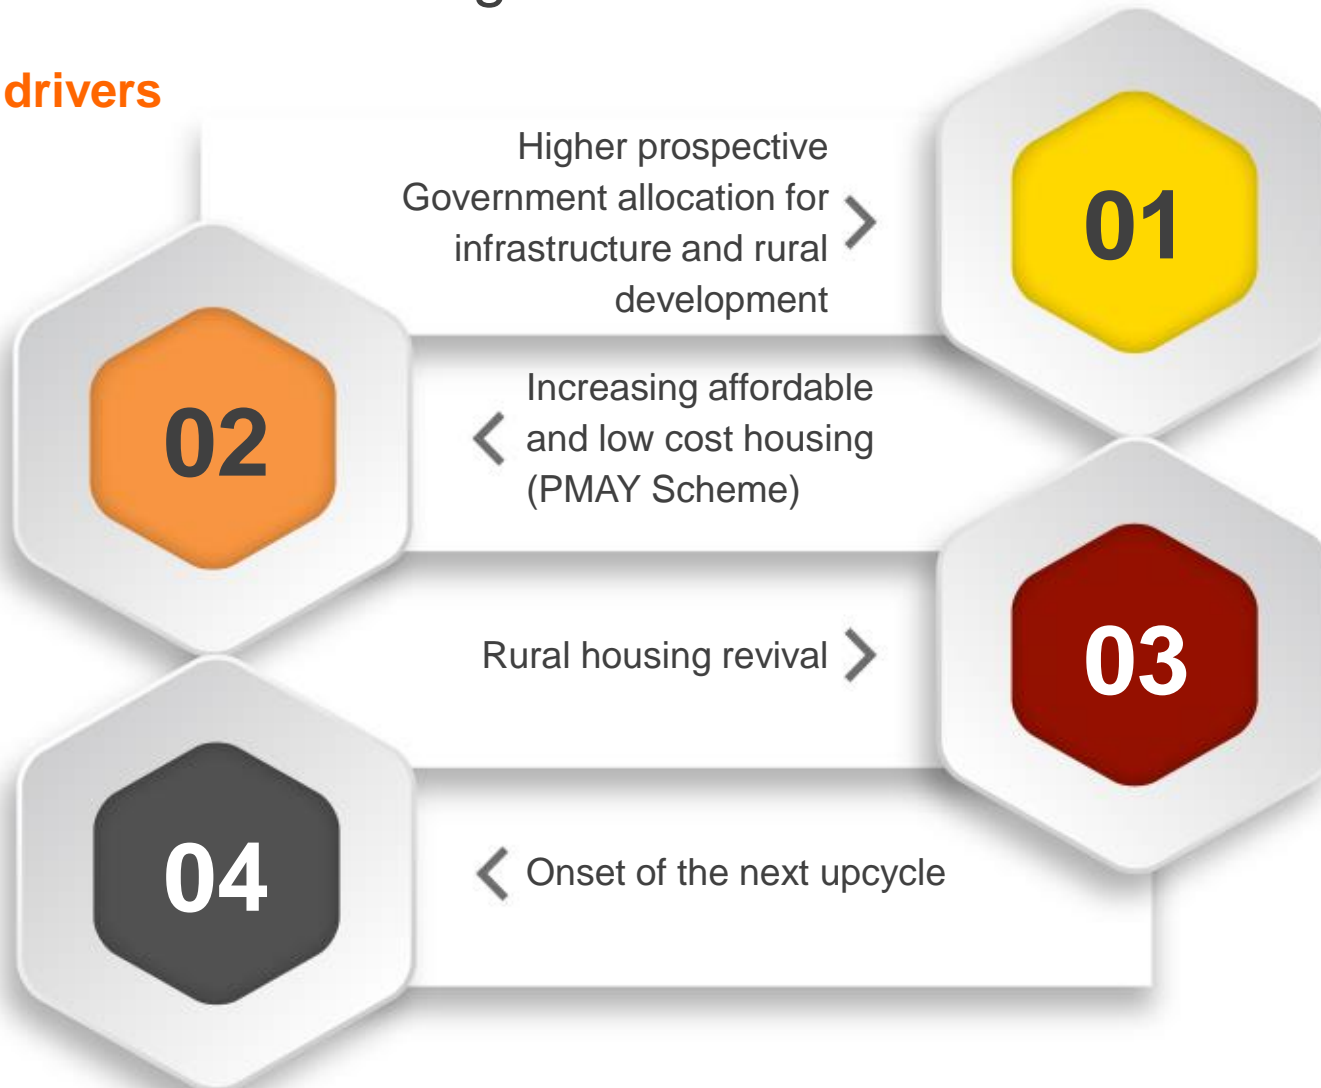 drivers
Higher prospective
Government allocation for
infrastructure and rural
development
01
02
Increasing affordable
and low cost housing
(PMAY Scheme)
Rural housing revival
03
04
Onset of the next upcycle